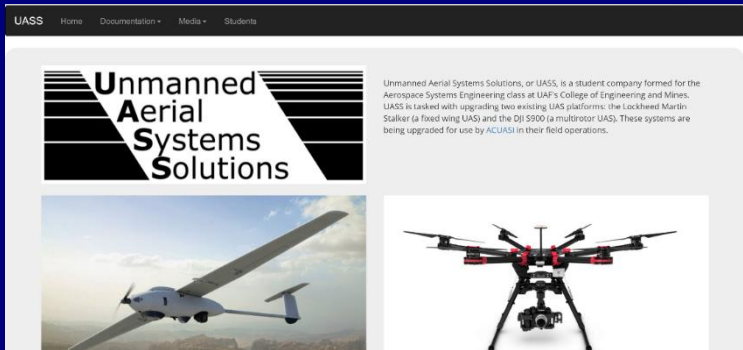 UASS Home Documentation Media Students
Unmanned
Aerial
Systems
Solutions
Unmanned Aerial Systems Solutions, or UASS, is a student company formed for the
Aerospace Systems Engineering class at UAF's College of Engineering and Mines.
UASS is tasked with upgrading two existing UAS platforms: the Lockheed Martin
Stalker (a fixed wing UAS) and the DJI S900 (a multirotor UAS). These systems are
being upgraded for use by ACUASI in their field operations.